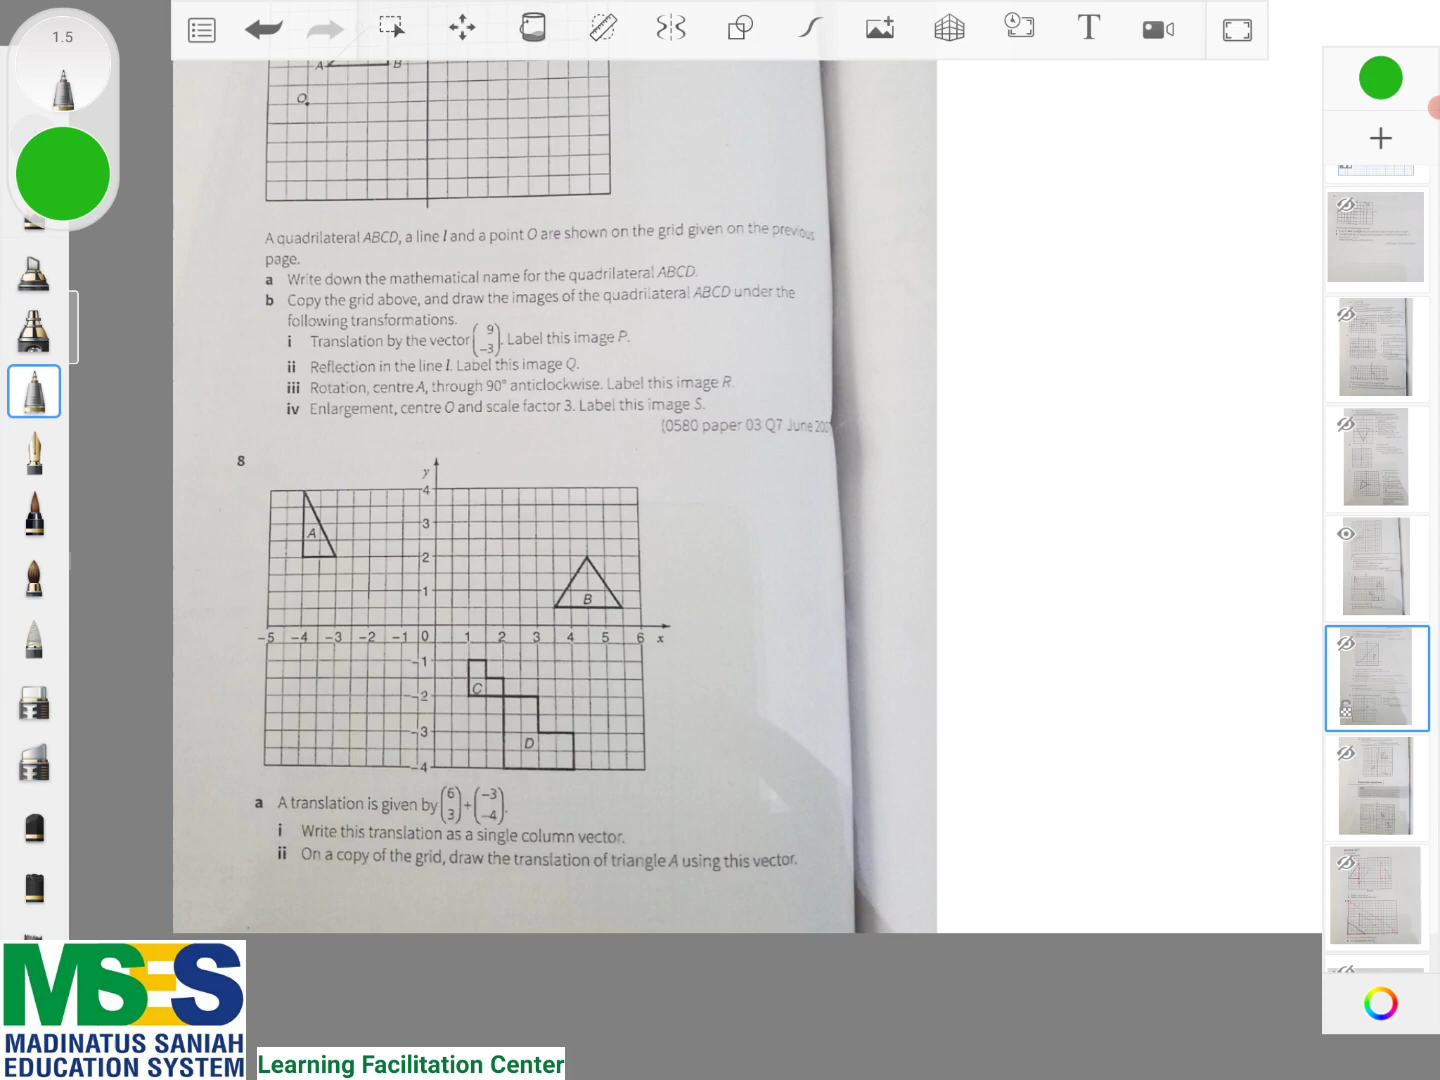 1.5
T
A B
O
A quadrilateral ABCD, a line l and a point O are shown on the grid given on the previous
page.
a Write down the mathematical name for the quadrilateral ABCD.
b Copy the grid above, and draw the images of the quadrilateral ABCD under the
following transformations.
i Translation by the vector (9 −3). Label this image P.
ii Reflection in the line l. Label this image Q.
iii Rotation, centre A, through 90° anticlockwise. Label this image R.
iv Enlargement, centre O and scale factor 3. Label this image S.
(0580 paper 03 Q7 June
8
y
4
3
A
2
1
B
−5 −4 −3 −2 −1 0 1 2 3 4 5 6 x
−1
C
−2
−3
D
−4
a A translation is given by (6 3) + (−3 −4).
i Write this translation as a single column vector.
ii On a copy of the grid, draw the translation of triangle A using this vector.
MSES
MADINATUS SANIAH
EDUCATION SYSTEM
Learning Facilitation Center